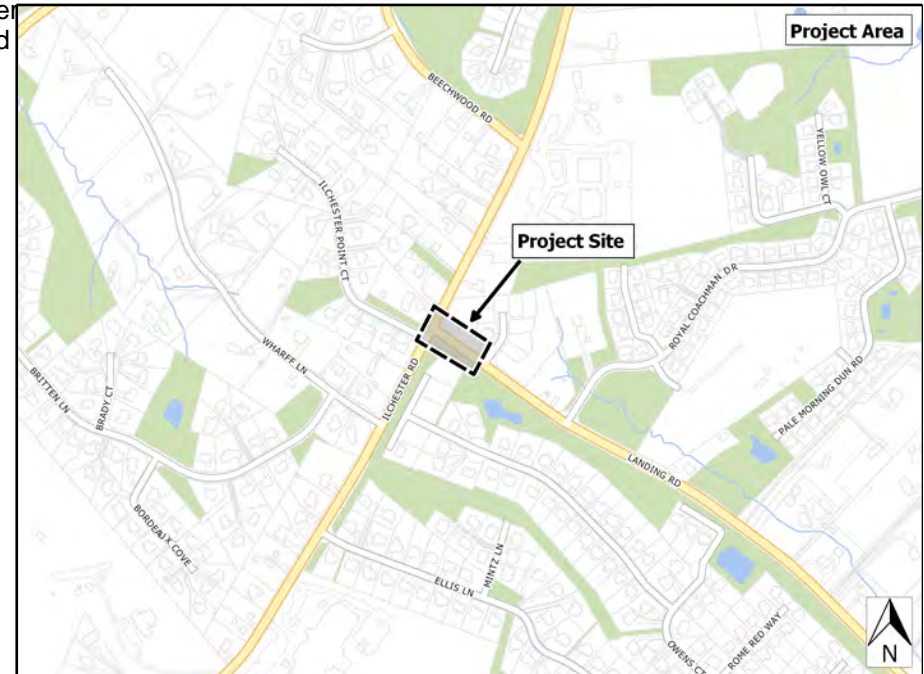 er
d
Project Area
BEECHWOOD RD
YELLOW OWL CT
ILCHESTER POINT CT
Project Site
ROYAL COACHMAN DR
WHARFF LN
ILCHESTER RD
BRITTEN LN
BRADY CT
PALE MORNING DUN RD
LANDING RD
BORDEAUX COVE
MINTZ LN
ELLIS LN
OWENS CT
ROME RED WAY
N